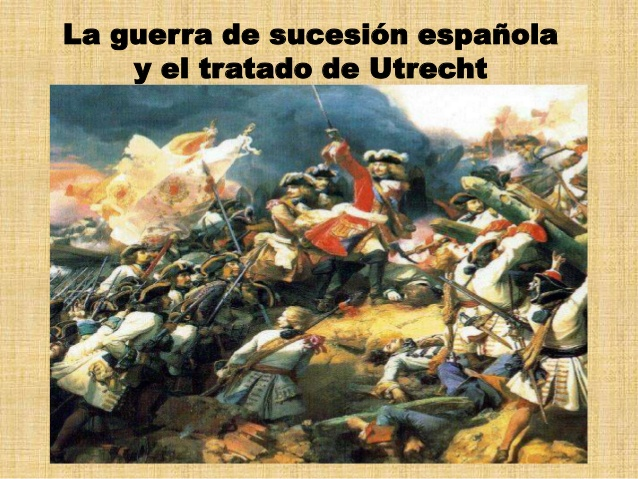 La guerra de sucesión española
y el tratado de Utrecht